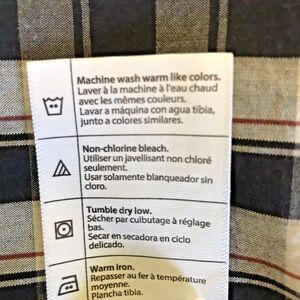 Machine wash warm like colors.
Laver à la machine à l'eau chaud
avec les mêmes couleurs.
Lavar a máquina con agua tibia,
junto a colores similares.
Non-chlorine bleach.
Utiliser un javellisant non chloré
seulement.
Usar solamente blanqueador sin
cloro.
Tumble dry low.
Sécher par culbutage à réglage
bas.
Secar en secadora en ciclo
delicado.
Warm iron.
Repasser au fer à température
moyenne.
Plancha tibia.